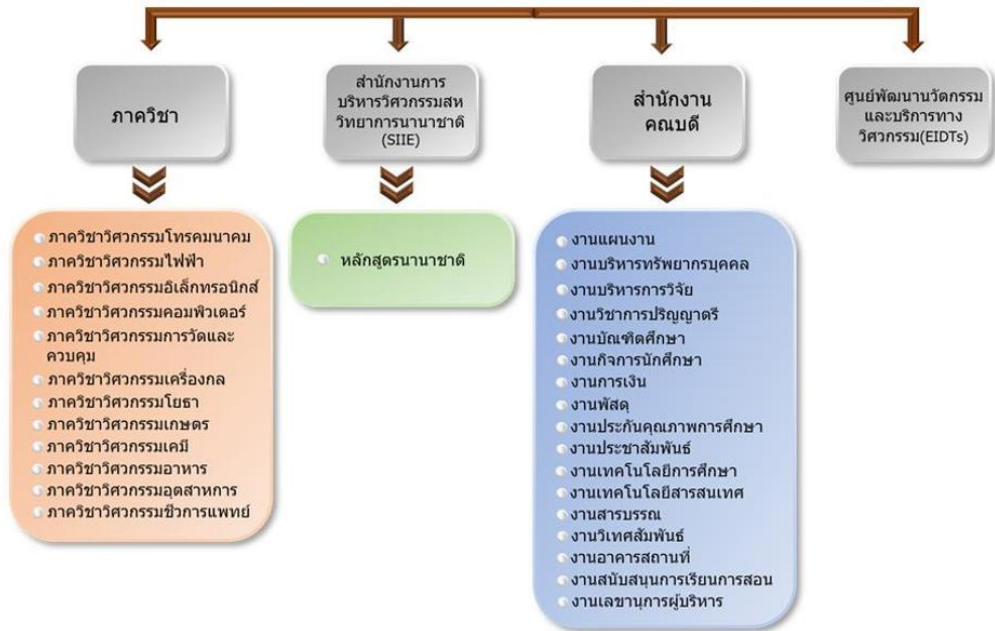 ภาควิชา
สำนักงานการ
บริหารวิศวกรรมสห
วิทยาการนานาชาติ
(SIIE)
สำนักงาน
คณบดี
ศูนย์พัฒนานวัตกรรม
และบริการทาง
วิศวกรรม(EIDTs)
ภาควิชาวิศวกรรมโทรคมนาคม
ภาควิชาวิศวกรรมไฟฟ้า
ภาควิชาวิศวกรรมอิเล็กทรอนิกส์
ภาควิชาวิศวกรรมคอมพิวเตอร์
ภาควิชาวิศวกรรมการวัดและ
ควบคุม
ภาควิชาวิศวกรรมเครื่องกล
ภาควิชาวิศวกรรมโยธา
ภาควิชาวิศวกรรมเกษตร
ภาควิชาวิศวกรรมเคมี
ภาควิชาวิศวกรรมอาหาร
ภาควิชาวิศวกรรมอุตสาหการ
ภาควิชาวิศวกรรมชีวการแพทย์
หลักสูตรนานาชาติ
งานแผนงาน
งานบริหารทรัพยากรบุคคล
งานบริหารการวิจัย
งานวิชาการปริญญาตรี
งานบัณฑิตศึกษา
งานกิจการนักศึกษา
งานการเงิน
งานพัสดุ
งานประกันคุณภาพการศึกษา
งานประชาสัมพันธ์
งานเทคโนโลยีการศึกษา
งานเทคโนโลยีสารสนเทศ
งานสารบรรณ
งานวิเทศสัมพันธ์
งานอาคารสถานที่
งานสนับสนุนการเรียนการสอน
งานเลขานุการผู้บริหาร